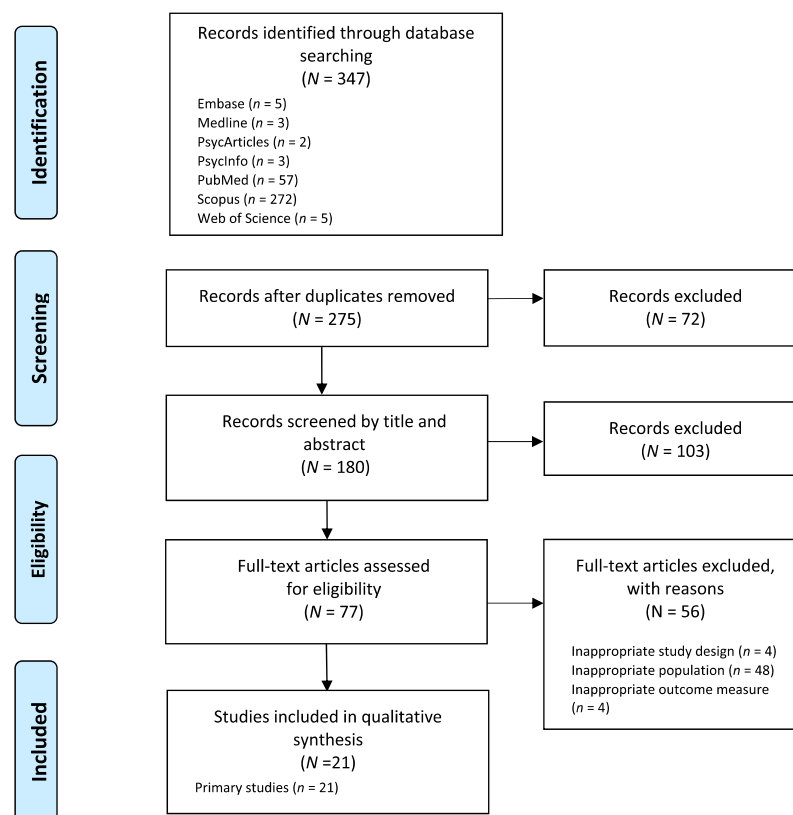 Identification
Records identified through database
searching
(N = 347)
Embase (n = 5)
Medline (n = 3)
PsycArticles (n = 2)
PsycInfo (n = 3)
PubMed (n = 57)
Scopus (n = 272)
Web of Science (n = 5)
Screening
Records after duplicates removed
(N = 275)
Records excluded
(N = 72)
Records screened by title and
abstract
(N = 180)
Records excluded
(N = 103)
Eligibility
Full-text articles assessed
for eligibility
(N = 77)
Full-text articles excluded,
with reasons
(N = 56)
Inappropriate study design (n = 4)
Inappropriate population (n = 48)
Inappropriate outcome measure
(n = 4)
Included
Studies included in qualitative
synthesis
(N =21)
Primary studies (n = 21)